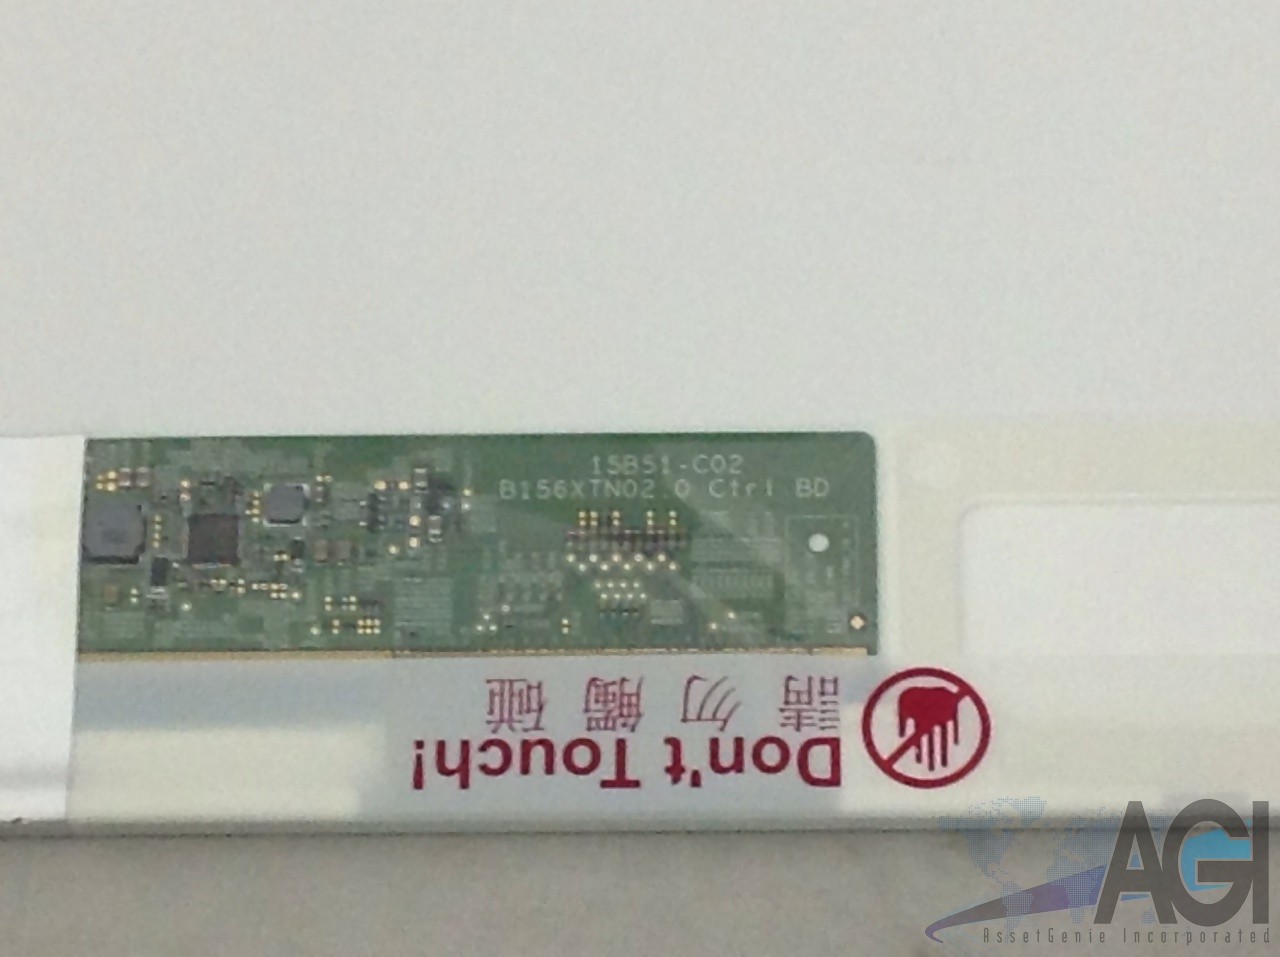 15B51-C02
B156XTN02.0 Ctrl BD
請勿觸碰
Don't Touch!
AGI
AssetGenie Incorporated